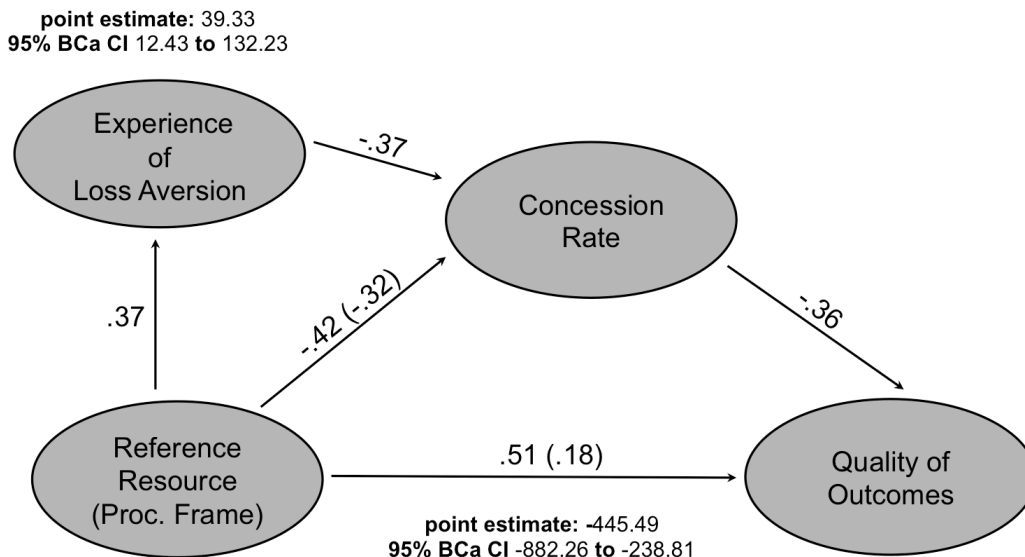 point estimate: 39.33
95% BCa CI 12.43 to 132.23
Experience
of
Loss Aversion
-.37
Concession
Rate
.37
-.42 (-.32)
-.36
Reference
Resource
(Proc. Frame)
.51 (.18)
Quality of
Outcomes
point estimate: -445.49
95% BCa CI -882.26 to -238.81